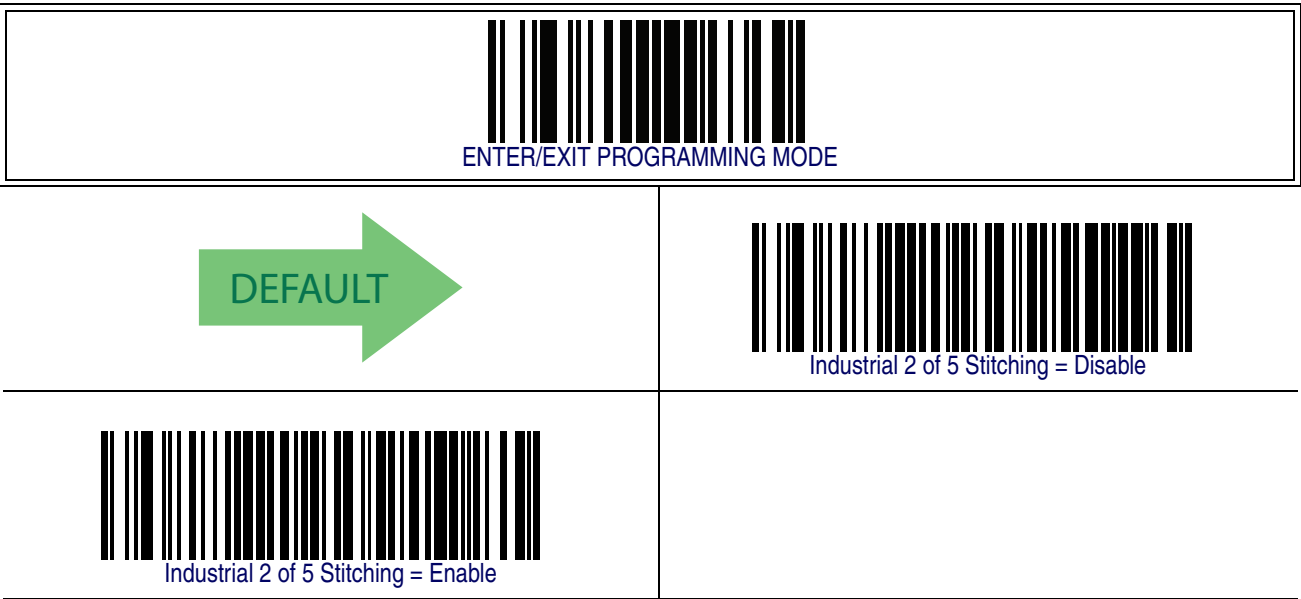 ENTER/EXIT PROGRAMMING MODE
DEFAULT
Industrial 2 of 5 Stitching = Disable
Industrial 2 of 5 Stitching = Enable